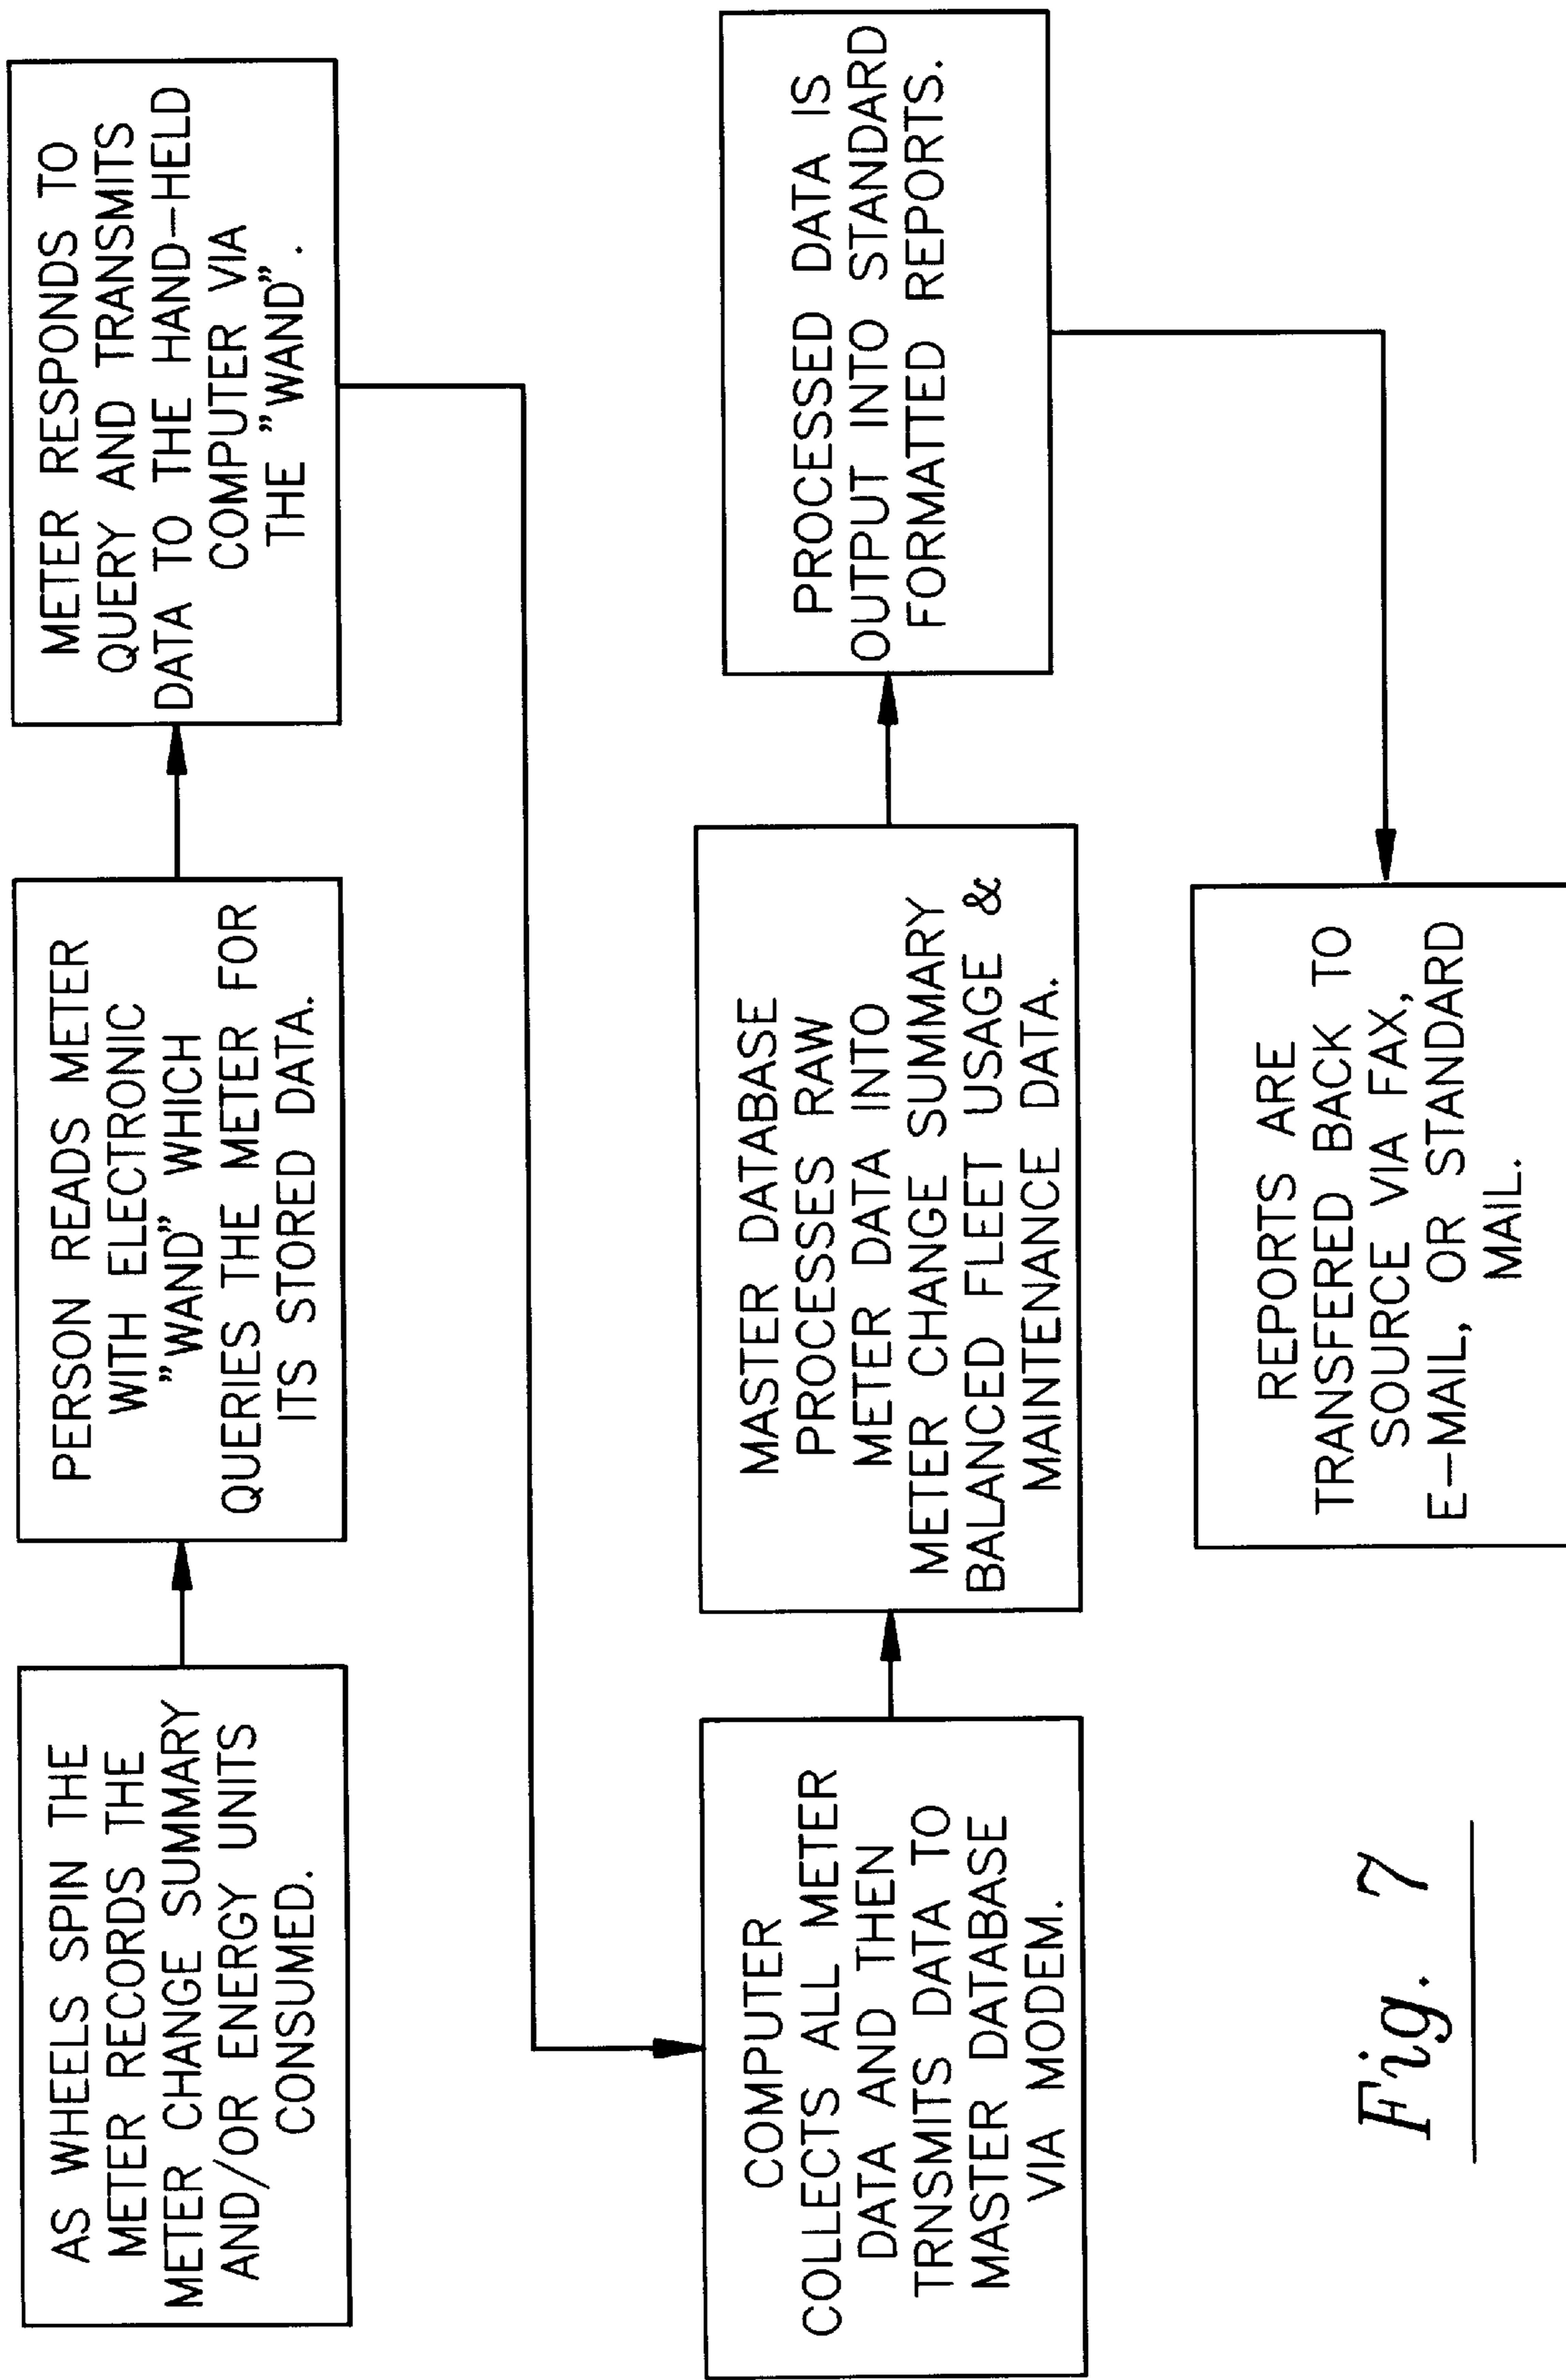 AS WHEELS SPIN THE
METER RECORDS THE
METER CHANGE SUMMARY
AND/OR ENERGY UNITS
CONSUMED.
PERSON READS METER
WITH ELECTRONIC
"WAND" WHICH
QUERIES THE METER FOR
ITS STORED DATA.
METER RESPONDS TO
QUERY AND TRANSMITS
DATA TO THE HAND-HELD
COMPUTER VIA
THE "WAND".
COMPUTER
COLLECTS ALL METER
DATA AND THEN
TRNSMITS DATA TO
MASTER DATABASE
VIA MODEM.
MASTER DATABASE
PROCESSES RAW
METER DATA INTO
METER CHANGE SUMMARY
BALANCED FLEET USAGE &
MAINTENANCE DATA.
PROCESSED DATA IS
OUTPUT INTO STANDARD
FORMATTED REPORTS.
REPORTS ARE
TRANSFERED BACK TO
SOURCE VIA FAX,
E-MAIL, OR STANDARD
MAIL.
Fig. 7